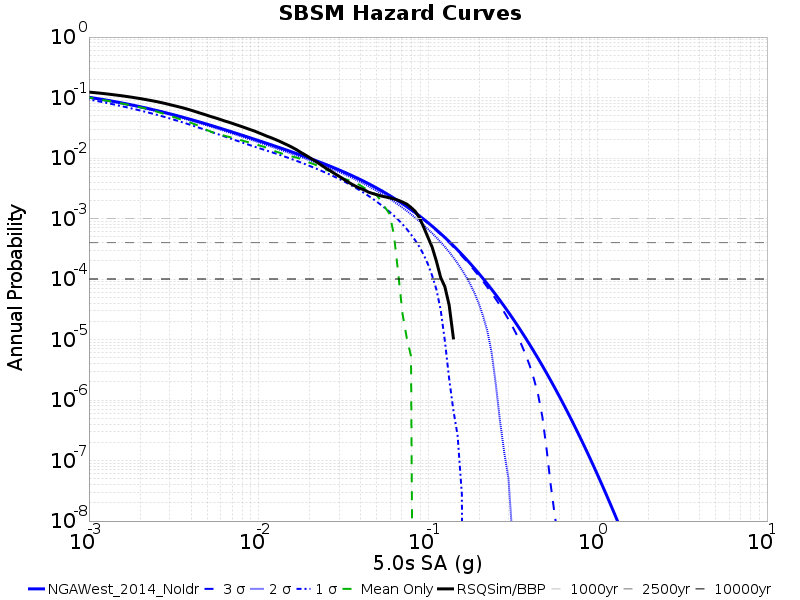 SBSM Hazard Curves
Annual Probability
10^0
10^-1
10^-2
10^-3
10^-4
10^-5
10^-6
10^-7
10^-8
10^-3 10^-2 10^-1 10^0 10^1
5.0s SA (g)
NGAWest_2014_NoIdr 3 σ 2 σ 1 σ Mean Only RSQSim/BBP 1000yr 2500yr 10000yr